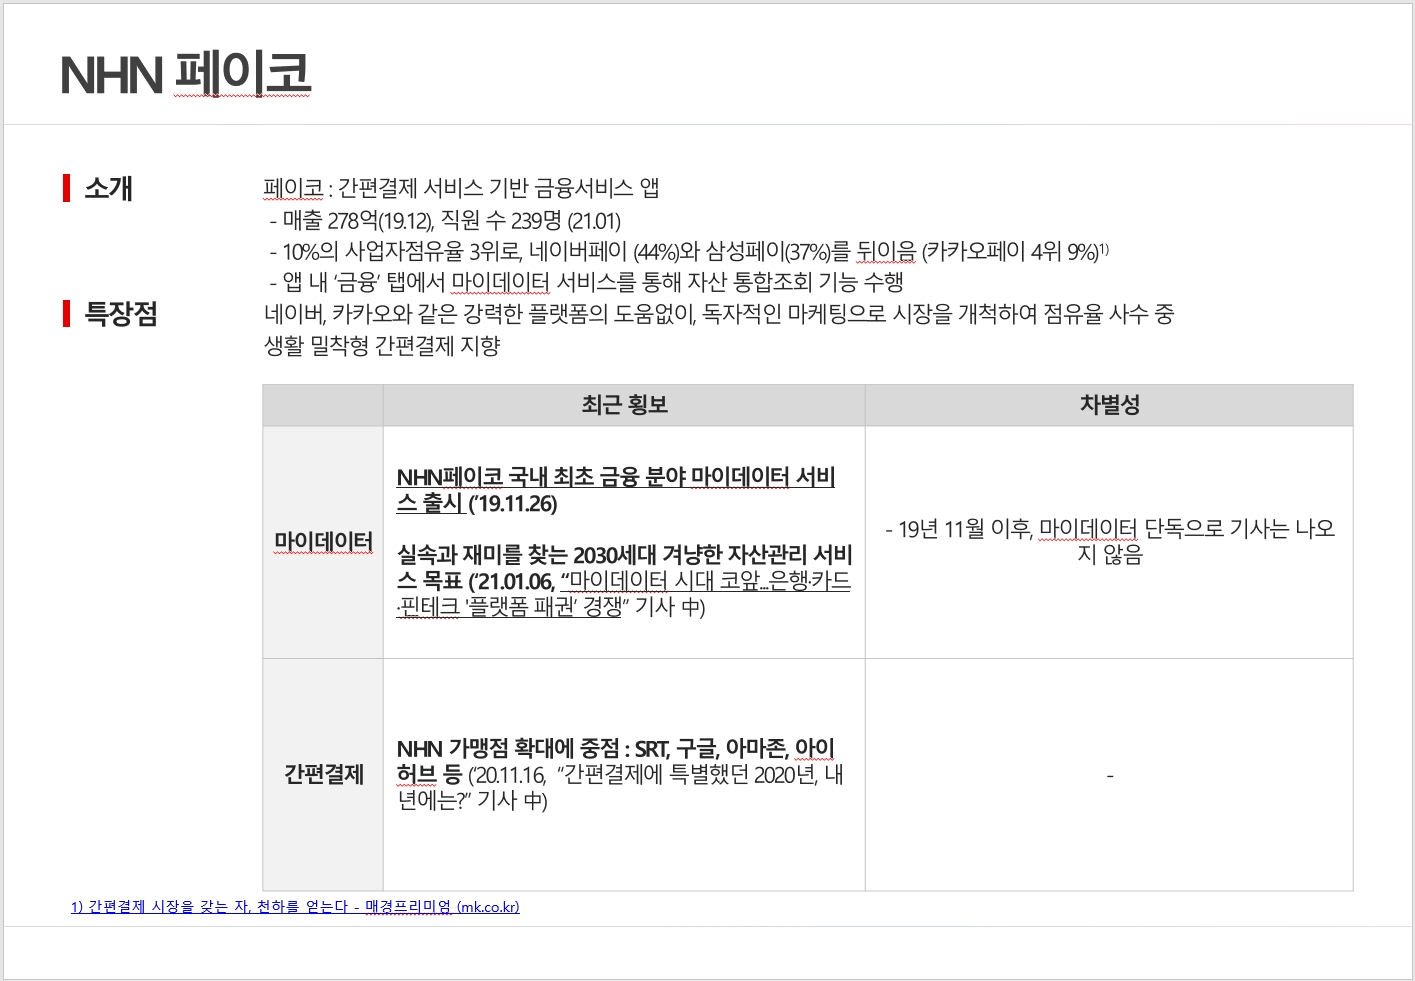 NHN 페이코
소개
페이코 : 간편결제 서비스 기반 금융서비스 앱
- 매출 278억(19.12), 직원 수 239명 (21.01)
- 10%의 사업자점유율 3위로, 네이버페이 (44%)와 삼성페이(37%)를 뒤이음 (카카오페이 4위 9%)1)
- 앱 내 ‘금융’ 탭에서 마이데이터 서비스를 통해 자산 통합조회 기능 수행
특장점
네이버, 카카오와 같은 강력한 플랫폼의 도움없이, 독자적인 마케팅으로 시장을 개척하여 점유율 사수 중
생활 밀착형 간편결제 지향
최근 횡보
차별성
마이데이터
NHN페이코 국내 최초 금융 분야 마이데이터 서비
스 출시 (’19.11.26)
실속과 재미를 찾는 2030세대 겨냥한 자산관리 서비
스 목표 (‘21.01.06, “마이데이터 시대 코앞...은행·카드
·핀테크 '플랫폼 패권’ 경쟁” 기사 中)
- 19년 11월 이후, 마이데이터 단독으로 기사는 나오
지 않음
간편결제
NHN 가맹점 확대에 중점 : SRT, 구글, 아마존, 아이
허브 등 (‘20.11.16, “간편결제에 특별했던 2020년, 내
년에는?” 기사 中)
-
1) 간편결제 시장을 갖는 자, 천하를 얻는다 - 매경프리미엄 (mk.co.kr)